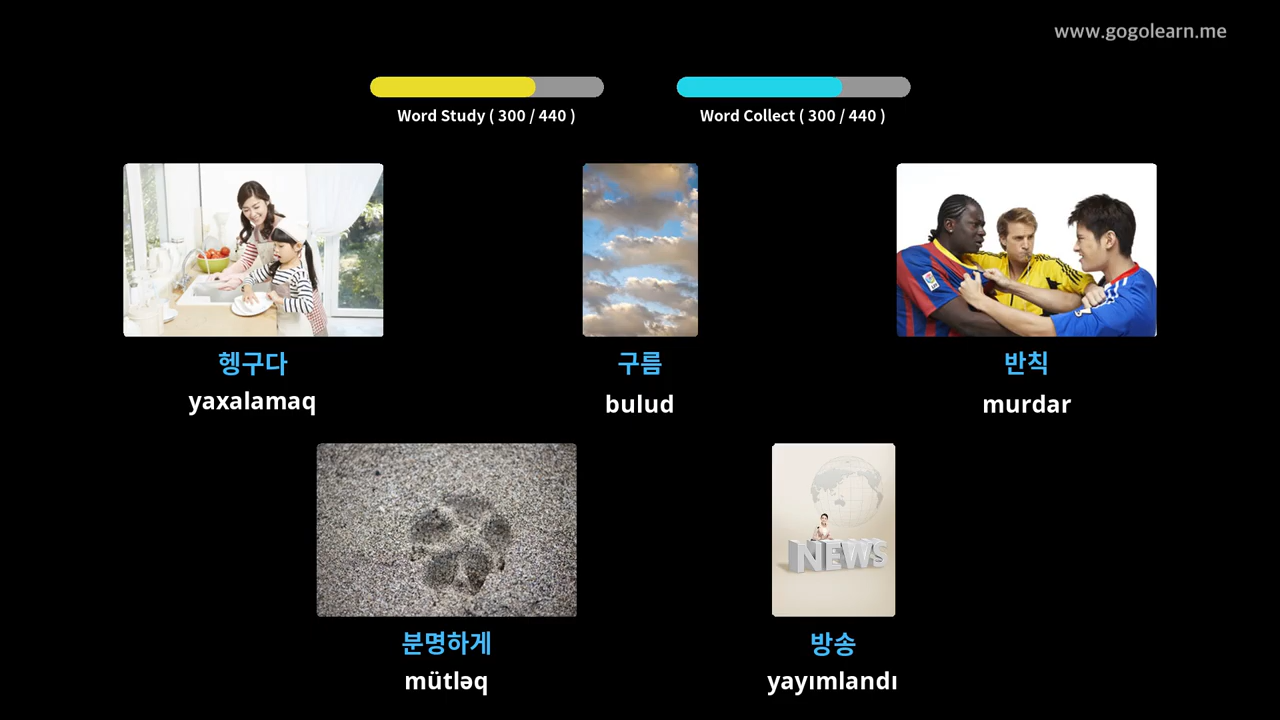 www.gogolearn.me
Word Study ( 300 / 440 )
Word Collect ( 300 / 440 )
헹구다
yaxalamaq
구름
bulud
반칙
murdar
NEWS
분명하게
mütləq
방송
yayımlandı